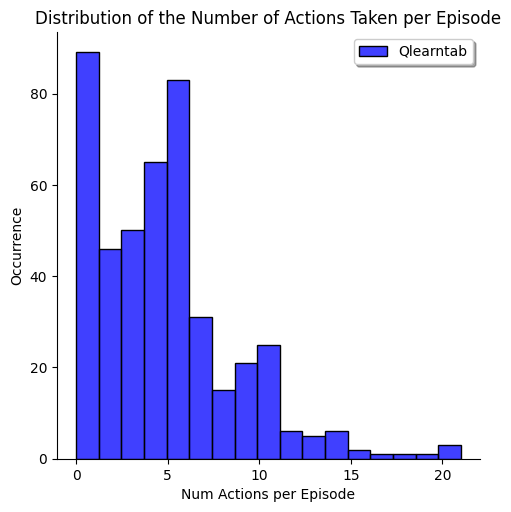 Distribution of the Number of Actions Taken per Episode
Qlearntab
80
60
40
20
0
Occurrence
0 5 10 15 20
Num Actions per Episode